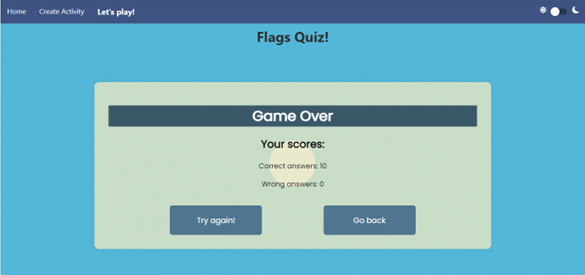 Home Create Activity Let's play!
Flags Quiz!
Game Over
Your scores:
Correct answers: 10
Wrong answers: 0
Try again! Go back